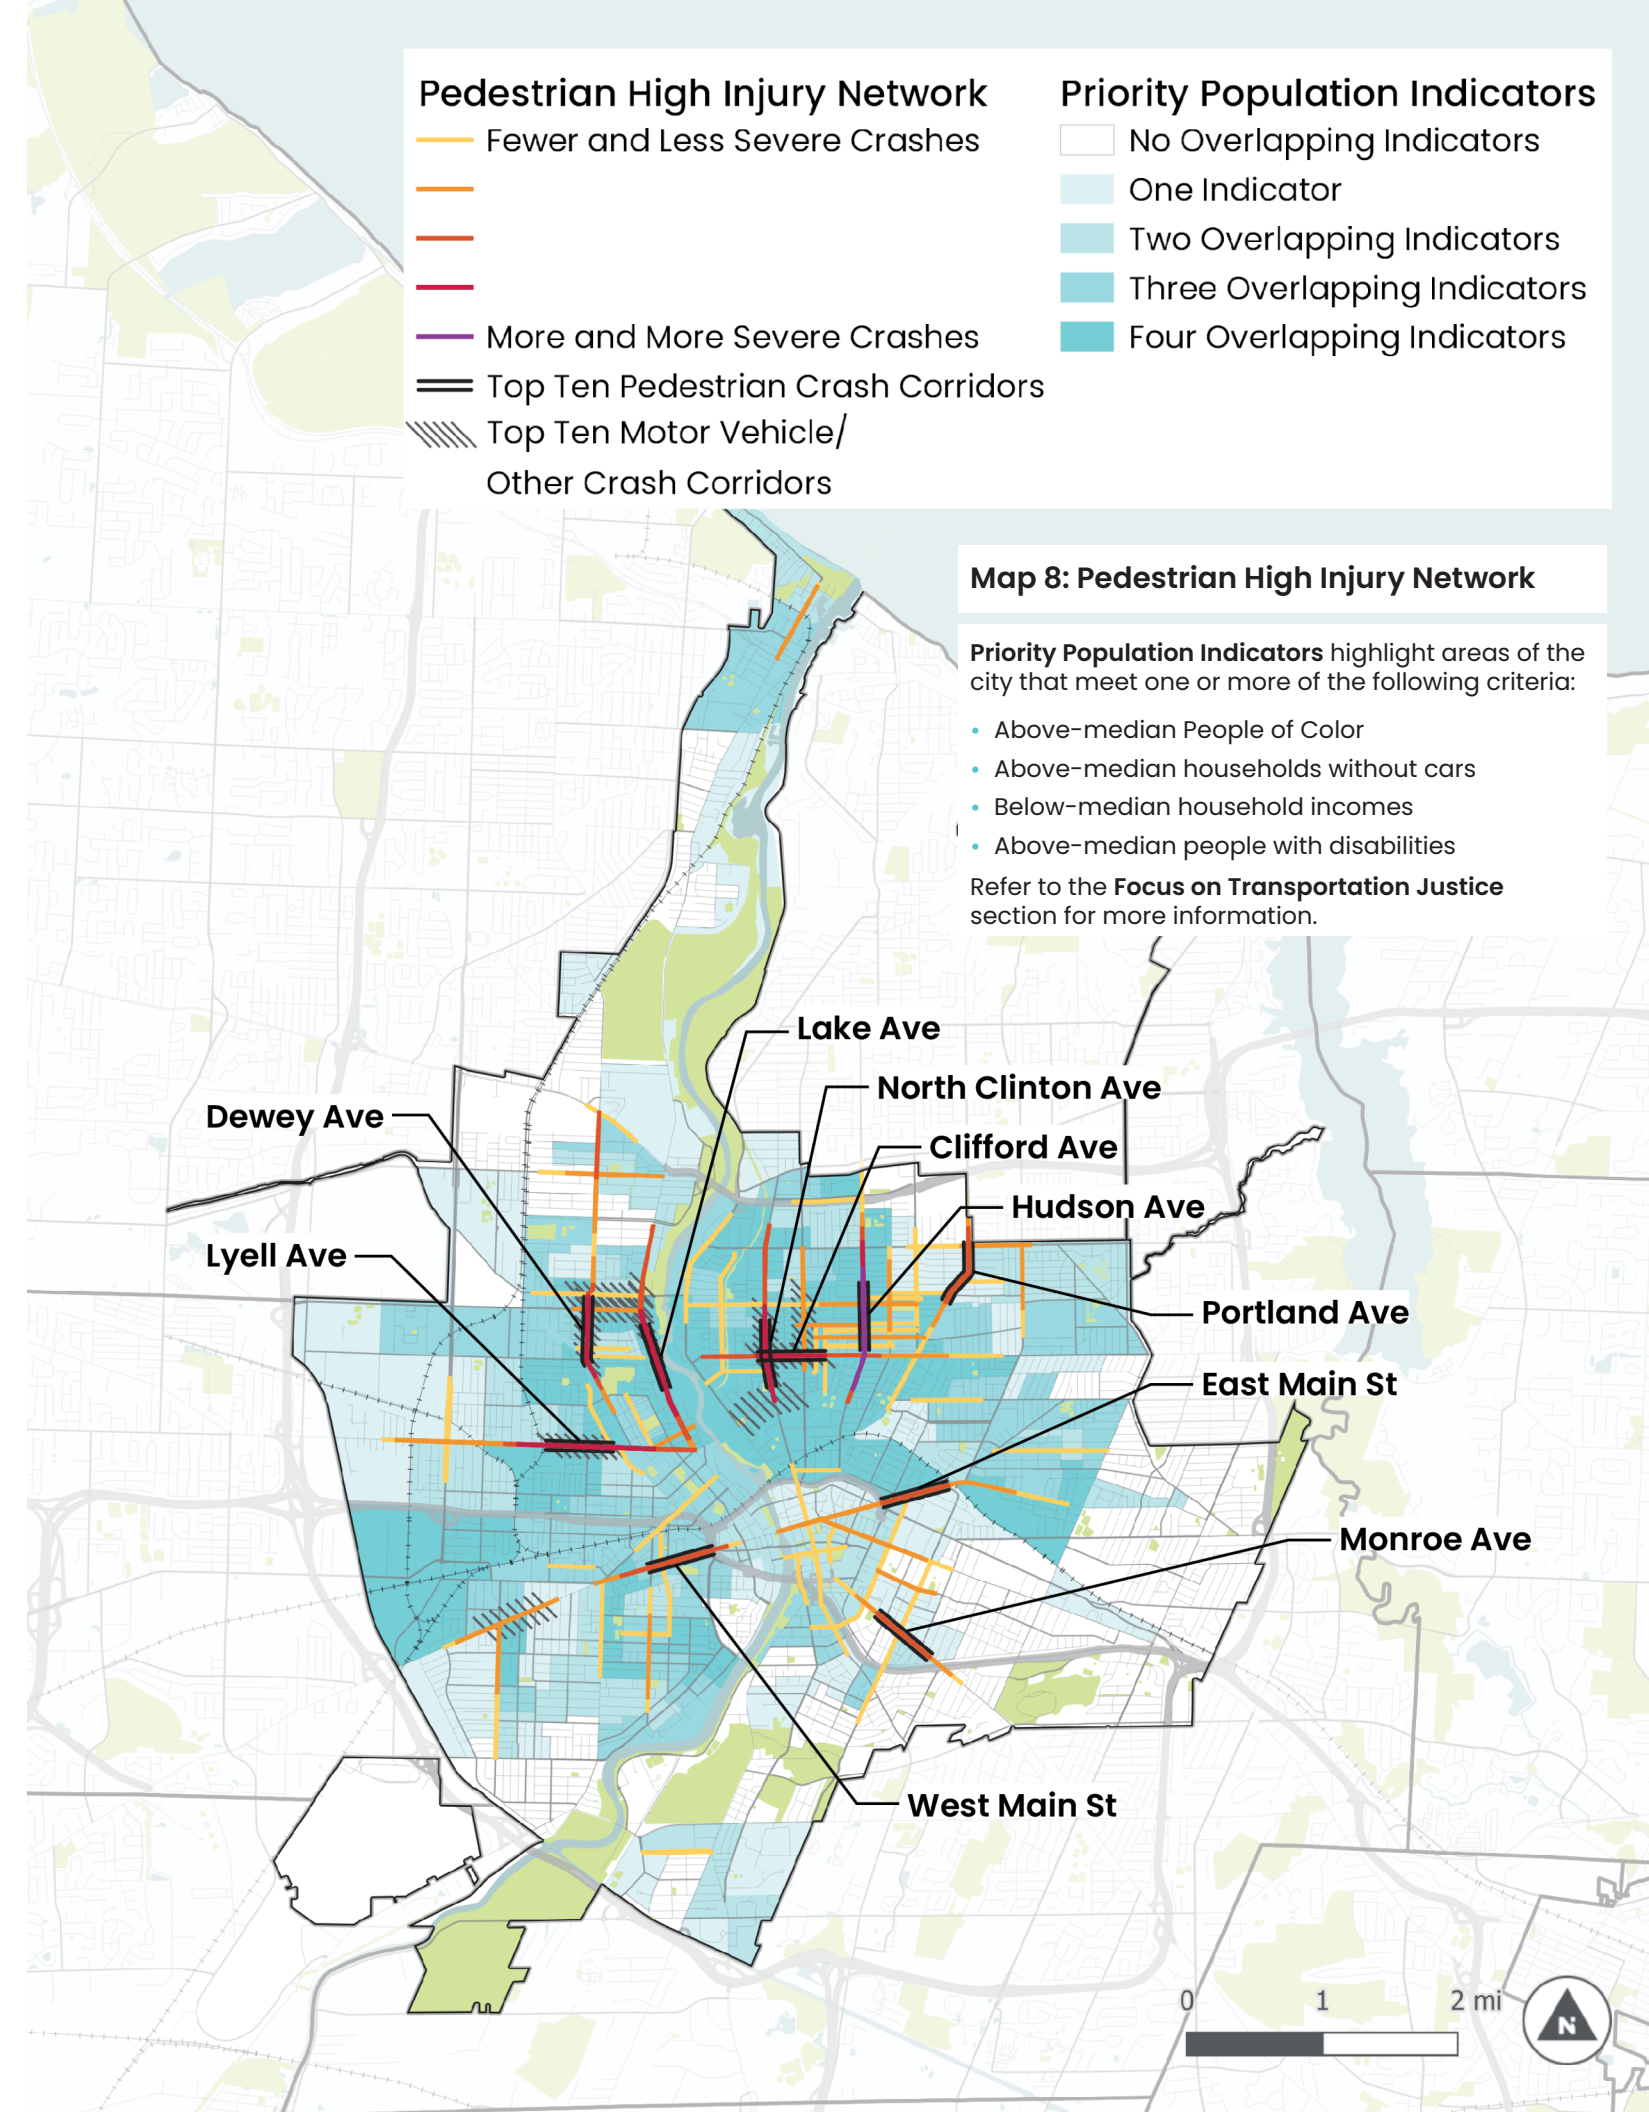 Pedestrian High Injury Network
Fewer and Less Severe Crashes
More and More Severe Crashes
Top Ten Pedestrian Crash Corridors
Top Ten Motor Vehicle/
Other Crash Corridors
Priority Population Indicators
No Overlapping Indicators
One Indicator
Two Overlapping Indicators
Three Overlapping Indicators
Four Overlapping Indicators
Map 8: Pedestrian High Injury Network
Priority Population Indicators highlight areas of the
city that meet one or more of the following criteria:
• Above-median People of Color
• Above-median households without cars
• Below-median household incomes
• Above-median people with disabilities
Refer to the Focus on Transportation Justice
section for more information.
Lake Ave
North Clinton Ave
Dewey Ave
Clifford Ave
Hudson Ave
Lyell Ave
Portland Ave
East Main St
Monroe Ave
West Main St
0 1 2 mi
N